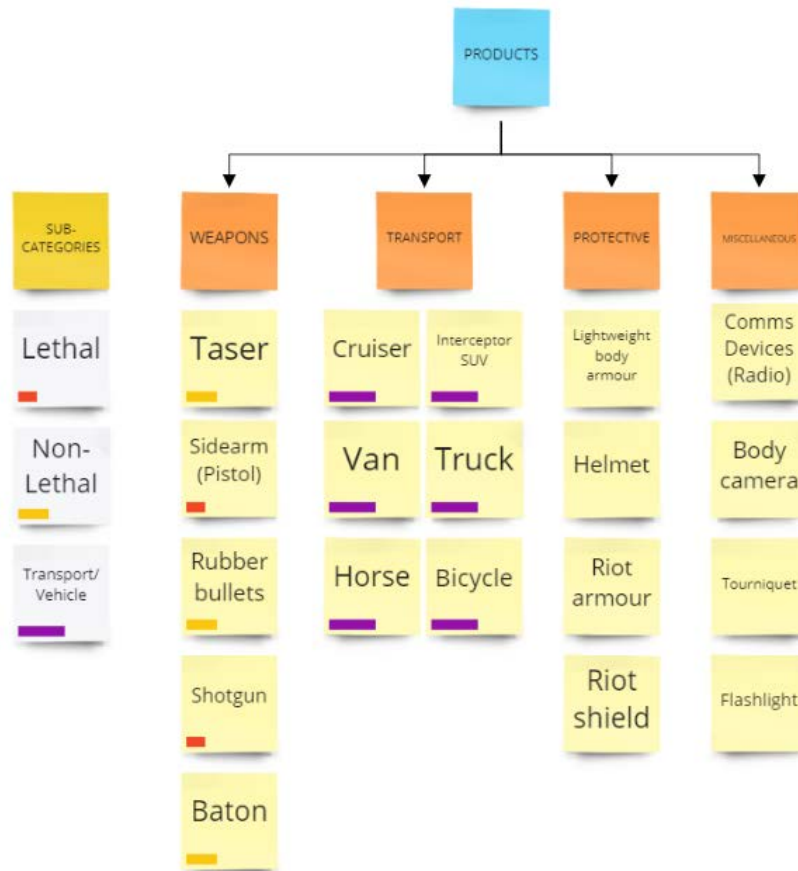 PRODUCTS
SUB-
CATEGORIES
WEAPONS
TRANSPORT
PROTECTIVE
MISCELLANEOUS
Lethal
Taser
Cruiser
Interceptor
SUV
Lightweight
body
armour
Comms
Devices
(Radio)
Non-
Lethal
Sidearm
(Pistol)
Van
Truck
Helmet
Body
camera
Transport/
Vehicle
Rubber
bullets
Horse
Bicycle
Riot
armour
Tourniquet
Shotgun
Riot
shield
Flashlight
Baton